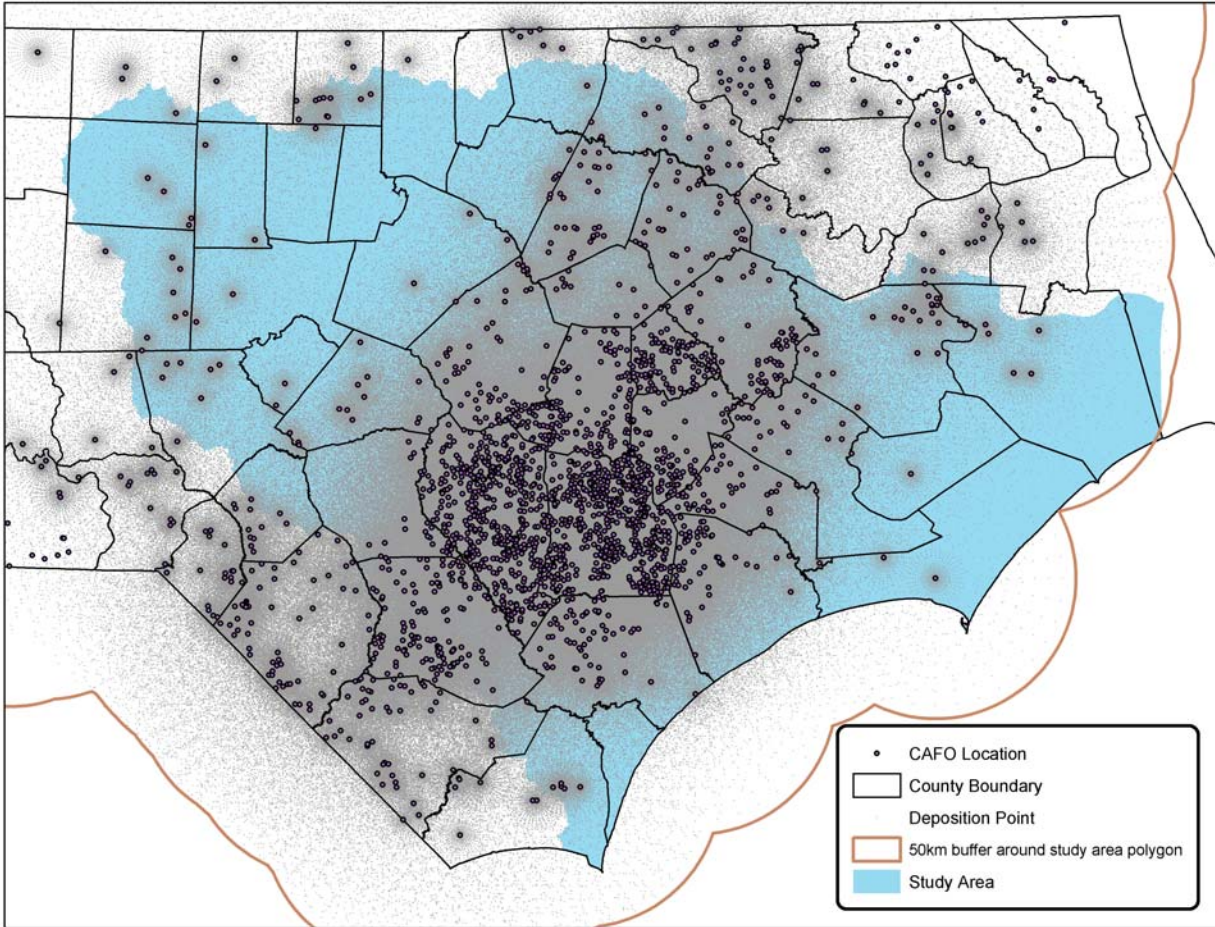 CAFO Location
County Boundary
Deposition Point
50km buffer around study area polygon
Study Area